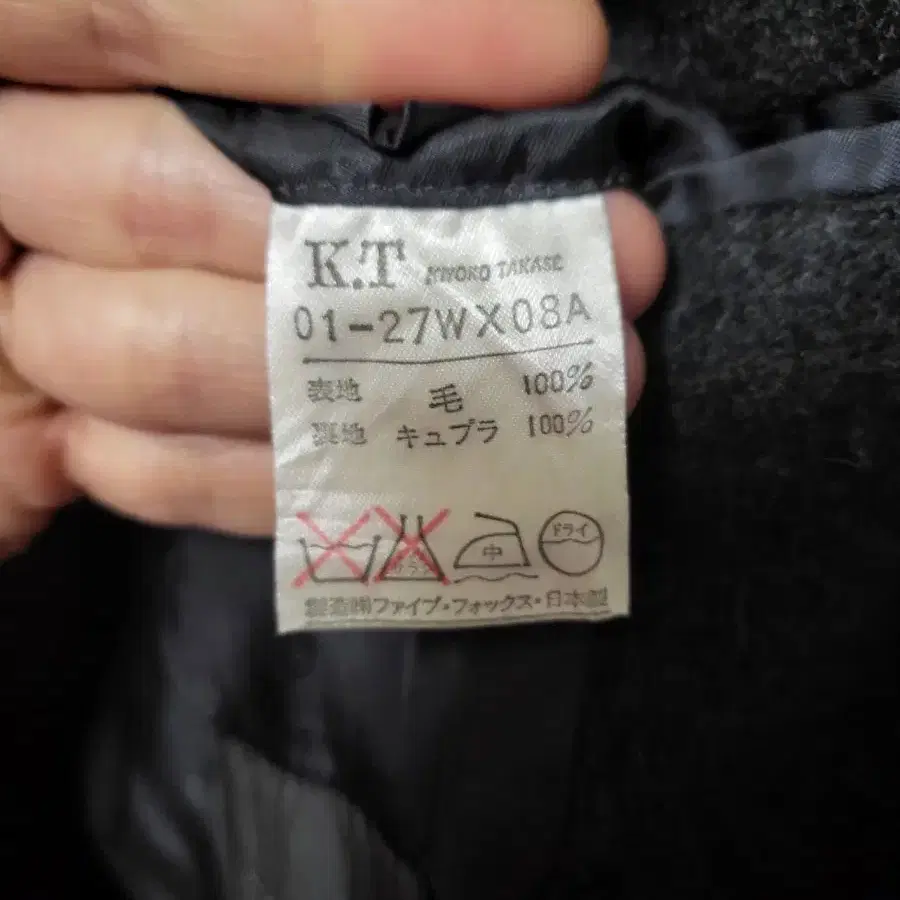 K.T KIYOKO TAKASE
01-27WX08A
表地 毛 100%
裏地 キュプラ 100%
中 ドライ
製造㈱ファイブ・フォックス・日本製